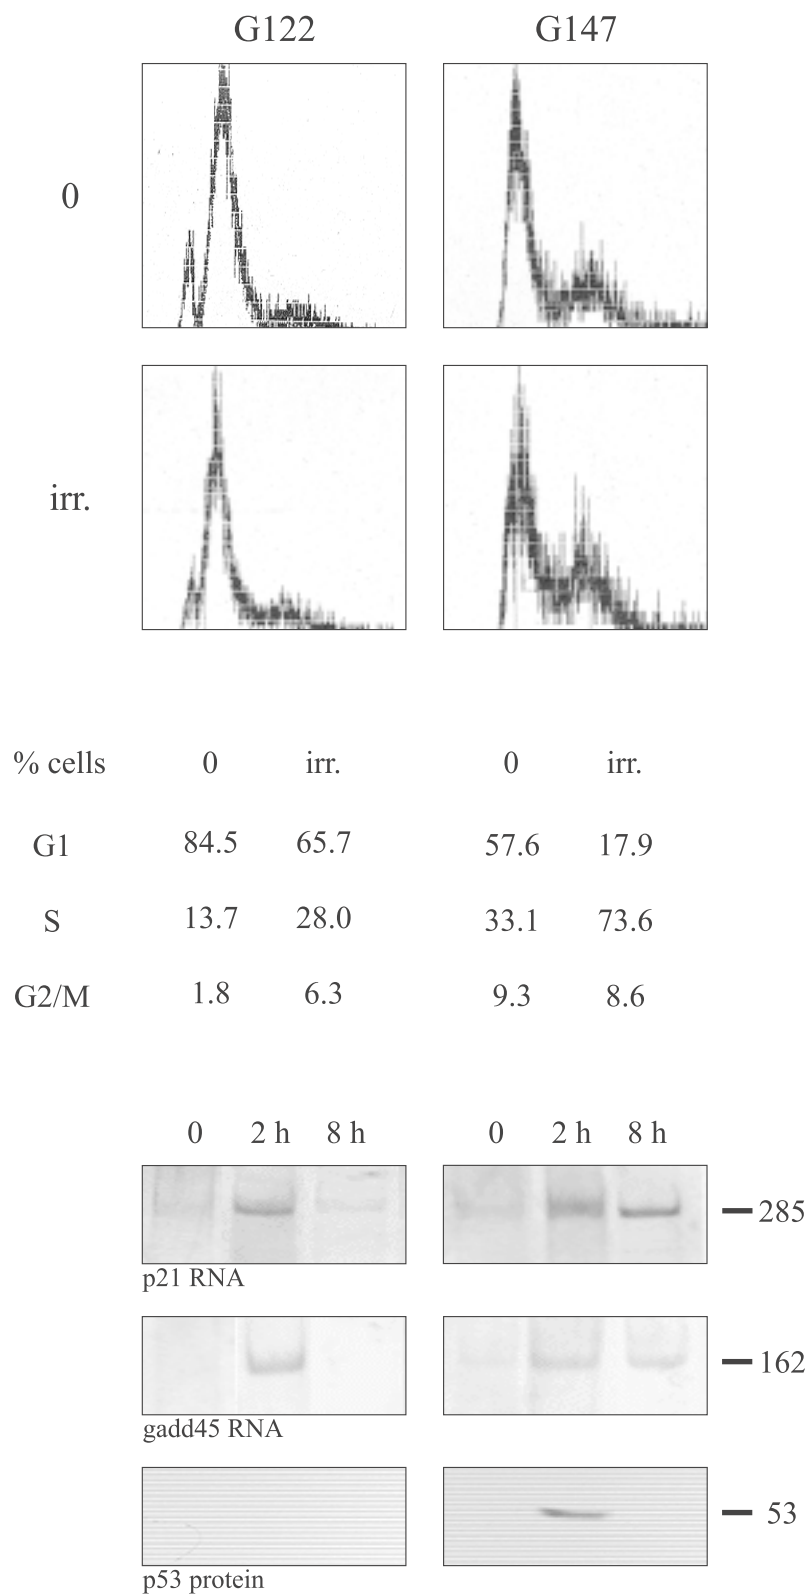 G122 G147
0
irr.
% cells 0 irr. 0 irr.
G1 84.5 65.7 57.6 17.9
S 13.7 28.0 33.1 73.6
G2/M 1.8 6.3 9.3 8.6
0 2 h 8 h 0 2 h 8 h
285
p21 RNA
162
gadd45 RNA
53
p53 protein